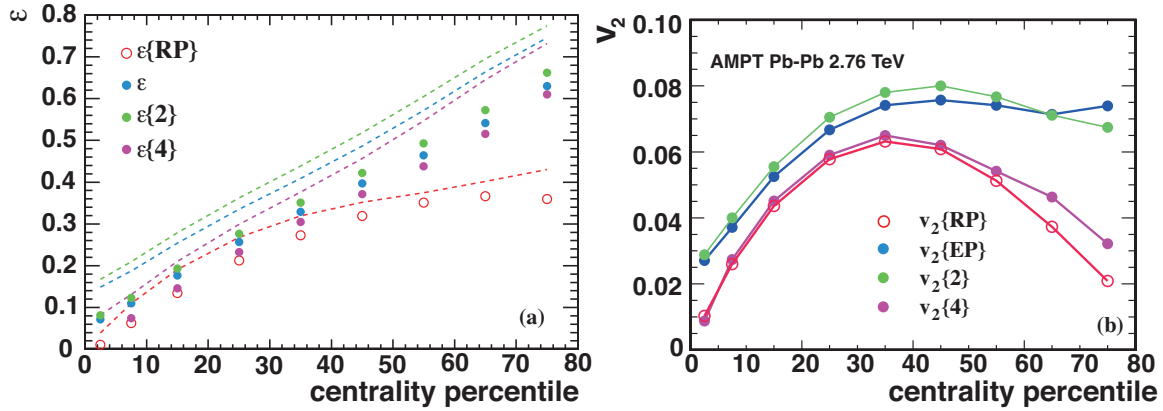 ε
0.8
0.7
0.6
0.5
0.4
0.3
0.2
0.1
0
ε{RP}
ε
ε{2}
ε{4}
(a)
0 10 20 30 40 50 60 70 80
centrality percentile
v₂
0.10
0.08
0.06
0.04
0.02
0.00
AMPT Pb-Pb 2.76 TeV
v₂{RP}
v₂{EP}
v₂{2}
v₂{4}
(b)
0 10 20 30 40 50 60 70 80
centrality percentile